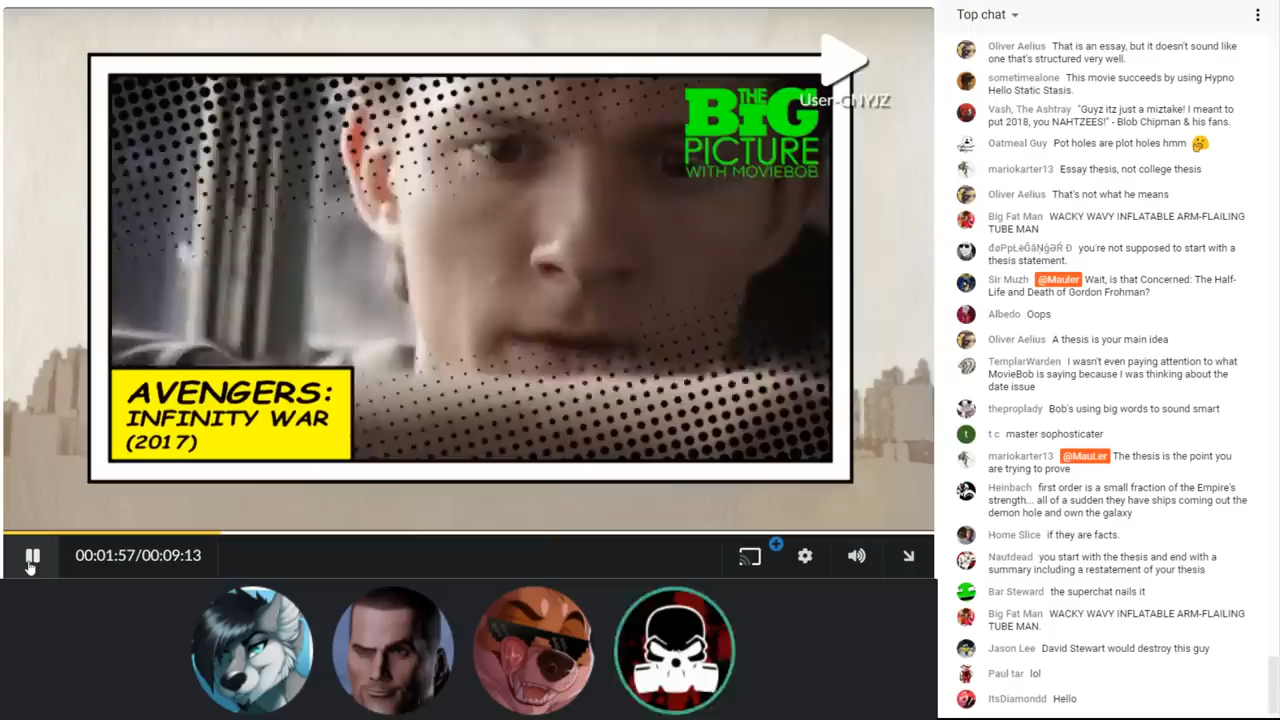 THE
BIG
PICTURE
WITH MOVIEBOB
User-CNYJZ
AVENGERS:
INFINITY WAR
(2017)
00:01:57/00:09:13
Top chat
Oliver Aelius That is an essay, but it doesn't sound like
one that's structured very well.
sometimealone This movie succeeds by using Hypno
Hello Static Stasis.
Vash, The Ashtray "Guyz itz just a miztake! I meant to
put 2018, you NAHTZEES!" - Blob Chipman & his fans.
Oatmeal Guy Pot holes are plot holes hmm
mariokarter13 Essay thesis, not college thesis
Oliver Aelius That's not what he means
Big Fat Man WACKY WAVY INFLATABLE ARM-FLAILING
TUBE MAN
you're not supposed to start with a
thesis statement.
Sir Muzh @Mauler Wait, is that Concerned: The Half-
Life and Death of Gordon Frohman?
Albedo Oops
Oliver Aelius A thesis is your main idea
TemplarWarden I wasn't even paying attention to what
MovieBob is saying because I was thinking about the
date issue
theproplady Bob's using big words to sound smart
t c master sophosticater
mariokarter13 @MauLer The thesis is the point you
are trying to prove
Heinbach first order is a small fraction of the Empire's
strength... all of a sudden they have ships coming out the
demon hole and own the galaxy
Home Slice if they are facts.
Nautdead you start with the thesis and end with a
summary including a restatement of your thesis
Bar Steward the superchat nails it
Big Fat Man WACKY WAVY INFLATABLE ARM-FLAILING
TUBE MAN.
Jason Lee David Stewart would destroy this guy
Paul tar lol
ItsDiamondd Hello